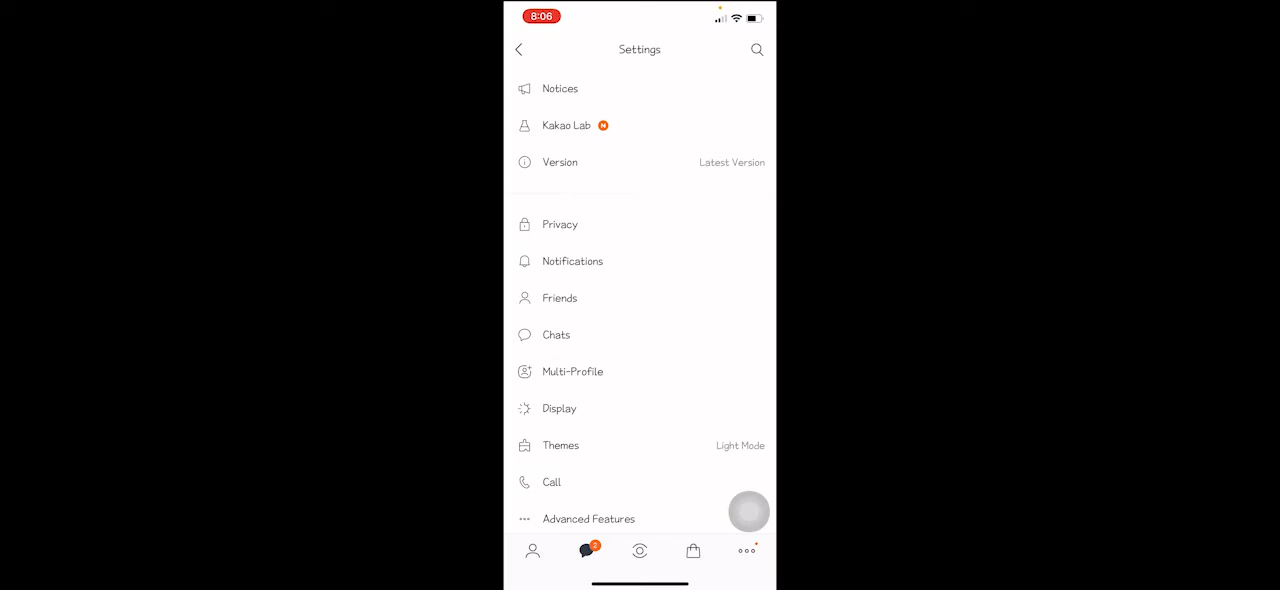 8:06
Settings
Notices
Kakao Lab N
Version Latest Version
Privacy
Notifications
Friends
Chats
Multi-Profile
Display
Themes Light Mode
Call
Advanced Features
2